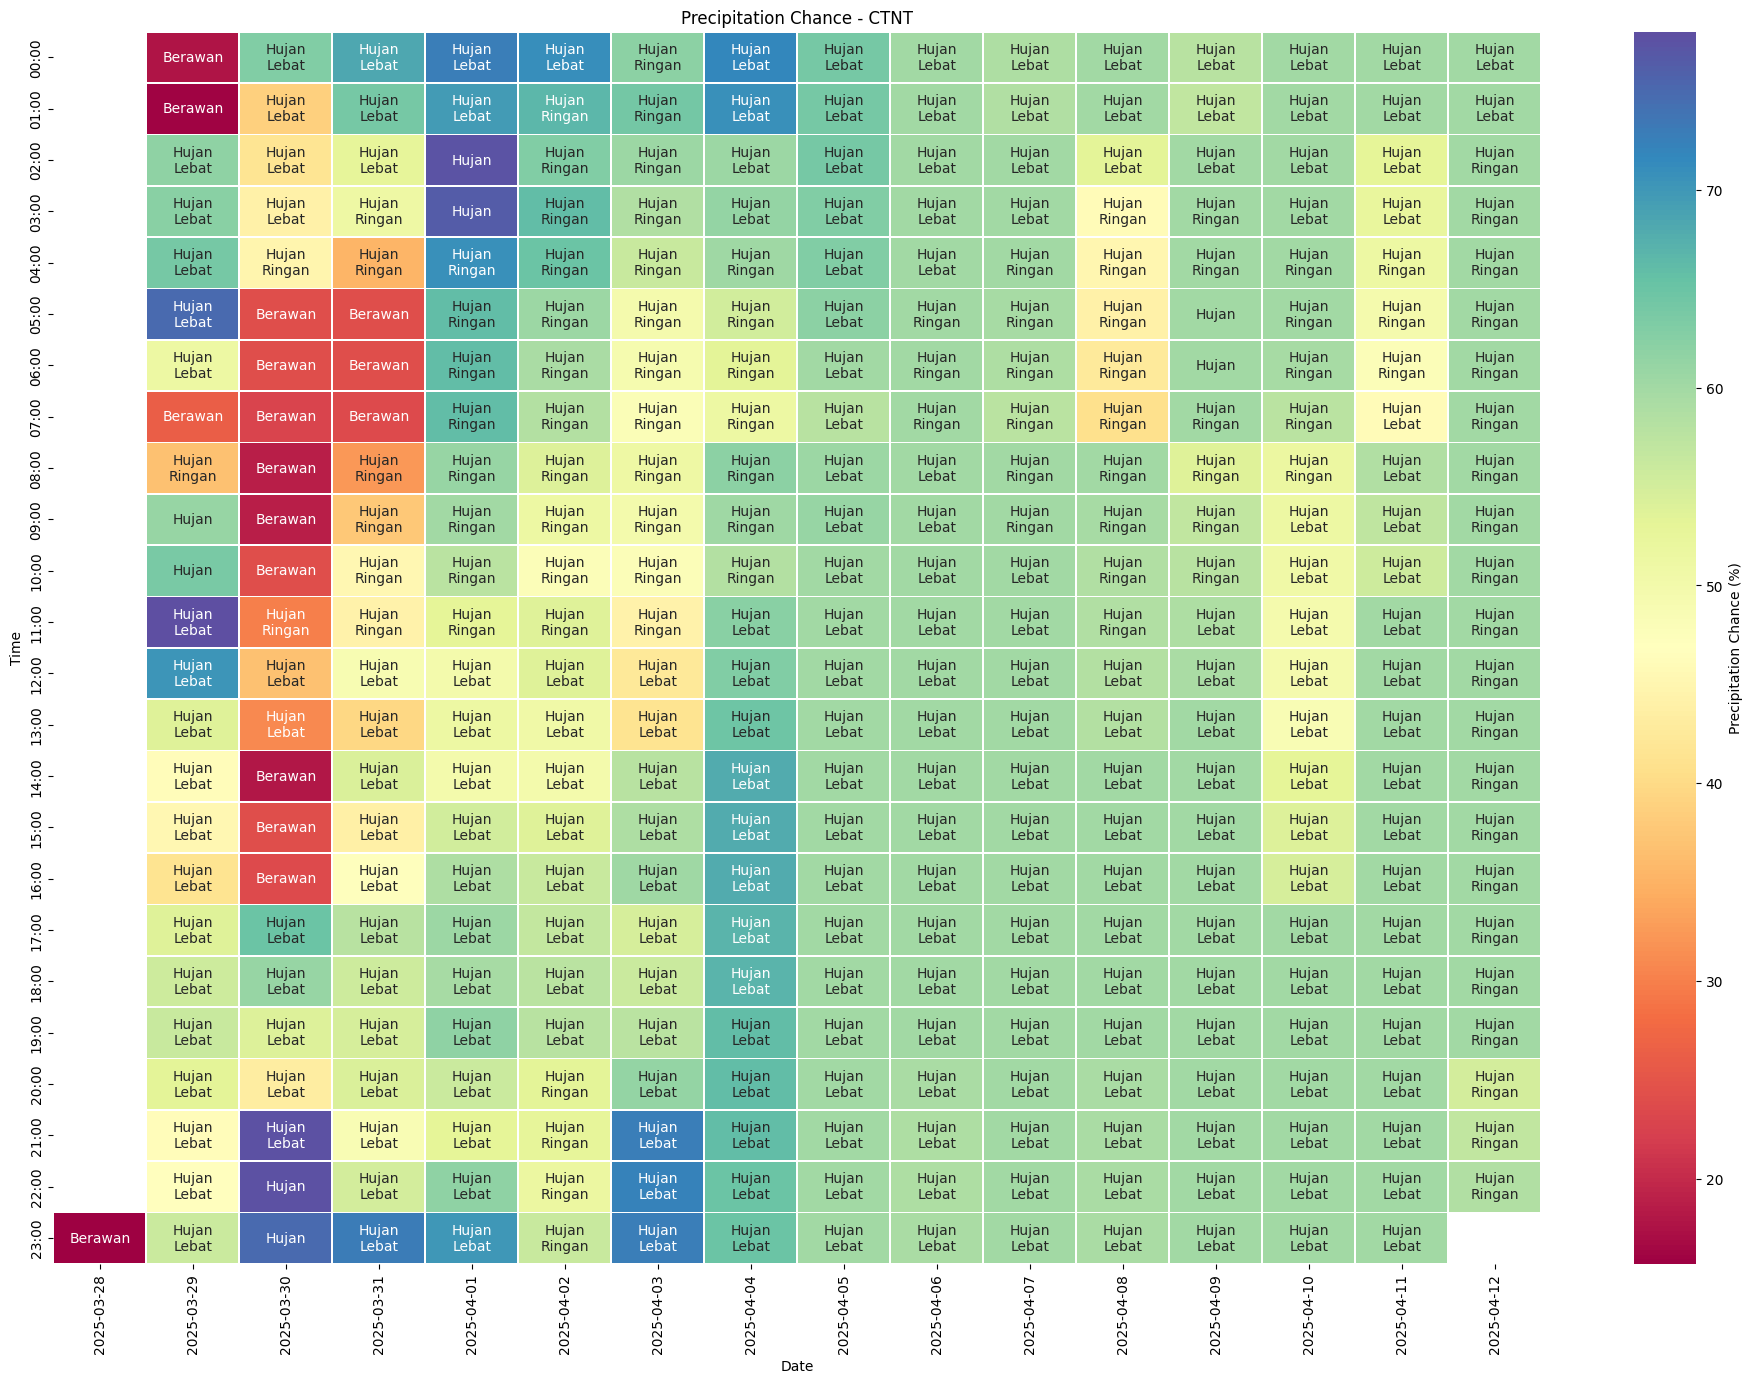 Precipitation Chance - CTNT
00:00 Berawan Hujan Lebat Hujan Lebat Hujan Lebat Hujan Lebat Hujan Ringan Hujan Lebat Hujan Lebat Hujan Lebat Hujan Lebat Hujan Lebat Hujan Lebat Hujan Lebat Hujan Lebat Hujan Lebat
01:00 Berawan Hujan Lebat Hujan Lebat Hujan Lebat Hujan Ringan Hujan Ringan Hujan Lebat Hujan Lebat Hujan Lebat Hujan Lebat Hujan Lebat Hujan Lebat Hujan Lebat Hujan Lebat Hujan Lebat
02:00 Hujan Lebat Hujan Lebat Hujan Lebat Hujan Hujan Ringan Hujan Ringan Hujan Lebat Hujan Lebat Hujan Lebat Hujan Lebat Hujan Lebat Hujan Lebat Hujan Lebat Hujan Lebat Hujan Ringan
03:00 Hujan Lebat Hujan Lebat Hujan Ringan Hujan Hujan Ringan Hujan Ringan Hujan Lebat Hujan Lebat Hujan Lebat Hujan Lebat Hujan Ringan Hujan Ringan Hujan Lebat Hujan Lebat Hujan Ringan
04:00 Hujan Lebat Hujan Ringan Hujan Ringan Hujan Ringan Hujan Ringan Hujan Ringan Hujan Ringan Hujan Lebat Hujan Lebat Hujan Ringan Hujan Ringan Hujan Ringan Hujan Ringan Hujan Ringan Hujan Ringan
05:00 Hujan Lebat Berawan Berawan Hujan Ringan Hujan Ringan Hujan Ringan Hujan Ringan Hujan Lebat Hujan Ringan Hujan Ringan Hujan Ringan Hujan Hujan Ringan Hujan Ringan Hujan Ringan
06:00 Hujan Lebat Berawan Berawan Hujan Ringan Hujan Ringan Hujan Ringan Hujan Ringan Hujan Lebat Hujan Ringan Hujan Ringan Hujan Ringan Hujan Hujan Ringan Hujan Ringan Hujan Ringan
07:00 Berawan Berawan Berawan Hujan Ringan Hujan Ringan Hujan Ringan Hujan Ringan Hujan Lebat Hujan Ringan Hujan Ringan Hujan Ringan Hujan Ringan Hujan Ringan Hujan Lebat Hujan Ringan
08:00 Hujan Ringan Berawan Hujan Ringan Hujan Ringan Hujan Ringan Hujan Ringan Hujan Ringan Hujan Lebat Hujan Lebat Hujan Ringan Hujan Ringan Hujan Ringan Hujan Ringan Hujan Lebat Hujan Ringan
09:00 Hujan Berawan Hujan Ringan Hujan Ringan Hujan Ringan Hujan Ringan Hujan Ringan Hujan Lebat Hujan Lebat Hujan Ringan Hujan Ringan Hujan Ringan Hujan Lebat Hujan Lebat Hujan Ringan
10:00 Hujan Berawan Hujan Ringan Hujan Ringan Hujan Ringan Hujan Ringan Hujan Ringan Hujan Lebat Hujan Lebat Hujan Lebat Hujan Ringan Hujan Ringan Hujan Lebat Hujan Lebat Hujan Ringan
11:00 Hujan Lebat Hujan Ringan Hujan Ringan Hujan Ringan Hujan Ringan Hujan Ringan Hujan Lebat Hujan Lebat Hujan Lebat Hujan Lebat Hujan Ringan Hujan Lebat Hujan Lebat Hujan Lebat Hujan Ringan
12:00 Hujan Lebat Hujan Lebat Hujan Lebat Hujan Lebat Hujan Lebat Hujan Lebat Hujan Lebat Hujan Lebat Hujan Lebat Hujan Lebat Hujan Lebat Hujan Lebat Hujan Lebat Hujan Lebat Hujan Ringan
13:00 Hujan Lebat Hujan Lebat Hujan Lebat Hujan Lebat Hujan Lebat Hujan Lebat Hujan Lebat Hujan Lebat Hujan Lebat Hujan Lebat Hujan Lebat Hujan Lebat Hujan Lebat Hujan Lebat Hujan Ringan
14:00 Hujan Lebat Berawan Hujan Lebat Hujan Lebat Hujan Lebat Hujan Lebat Hujan Lebat Hujan Lebat Hujan Lebat Hujan Lebat Hujan Lebat Hujan Lebat Hujan Lebat Hujan Lebat Hujan Ringan
15:00 Hujan Lebat Berawan Hujan Lebat Hujan Lebat Hujan Lebat Hujan Lebat Hujan Lebat Hujan Lebat Hujan Lebat Hujan Lebat Hujan Lebat Hujan Lebat Hujan Lebat Hujan Lebat Hujan Ringan
16:00 Hujan Lebat Berawan Hujan Lebat Hujan Lebat Hujan Lebat Hujan Lebat Hujan Lebat Hujan Lebat Hujan Lebat Hujan Lebat Hujan Lebat Hujan Lebat Hujan Lebat Hujan Lebat Hujan Ringan
17:00 Hujan Lebat Hujan Lebat Hujan Lebat Hujan Lebat Hujan Lebat Hujan Lebat Hujan Lebat Hujan Lebat Hujan Lebat Hujan Lebat Hujan Lebat Hujan Lebat Hujan Lebat Hujan Lebat Hujan Ringan
18:00 Hujan Lebat Hujan Lebat Hujan Lebat Hujan Lebat Hujan Lebat Hujan Lebat Hujan Lebat Hujan Lebat Hujan Lebat Hujan Lebat Hujan Lebat Hujan Lebat Hujan Lebat Hujan Lebat Hujan Ringan
19:00 Hujan Lebat Hujan Lebat Hujan Lebat Hujan Lebat Hujan Lebat Hujan Lebat Hujan Lebat Hujan Lebat Hujan Lebat Hujan Lebat Hujan Lebat Hujan Lebat Hujan Lebat Hujan Lebat Hujan Ringan
20:00 Hujan Lebat Hujan Lebat Hujan Lebat Hujan Lebat Hujan Ringan Hujan Lebat Hujan Lebat Hujan Lebat Hujan Lebat Hujan Lebat Hujan Lebat Hujan Lebat Hujan Lebat Hujan Lebat Hujan Ringan
21:00 Hujan Lebat Hujan Lebat Hujan Lebat Hujan Lebat Hujan Ringan Hujan Lebat Hujan Lebat Hujan Lebat Hujan Lebat Hujan Lebat Hujan Lebat Hujan Lebat Hujan Lebat Hujan Lebat Hujan Ringan
22:00 Hujan Lebat Hujan Hujan Lebat Hujan Lebat Hujan Ringan Hujan Lebat Hujan Lebat Hujan Lebat Hujan Lebat Hujan Lebat Hujan Lebat Hujan Lebat Hujan Lebat Hujan Lebat Hujan Ringan
23:00 Berawan Hujan Lebat Hujan Hujan Lebat Hujan Lebat Hujan Ringan Hujan Lebat Hujan Lebat Hujan Lebat Hujan Lebat Hujan Lebat Hujan Lebat Hujan Lebat Hujan Lebat Hujan Lebat
2025-03-28 2025-03-29 2025-03-30 2025-03-31 2025-04-01 2025-04-02 2025-04-03 2025-04-04 2025-04-05 2025-04-06 2025-04-07 2025-04-08 2025-04-09 2025-04-10 2025-04-11 2025-04-12
Date
Time
70
60
50
40
30
20
Precipitation Chance (%)